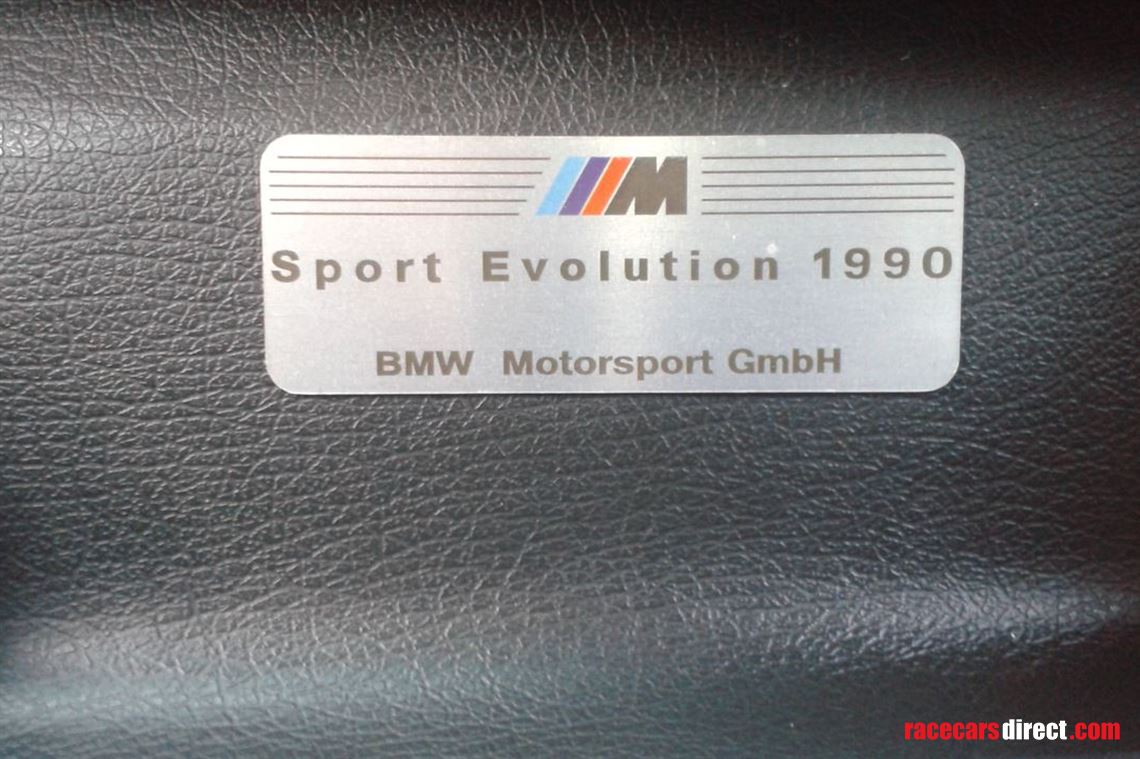 M
Sport Evolution 1990
BMW Motorsport GmbH
racecarsdirect.com